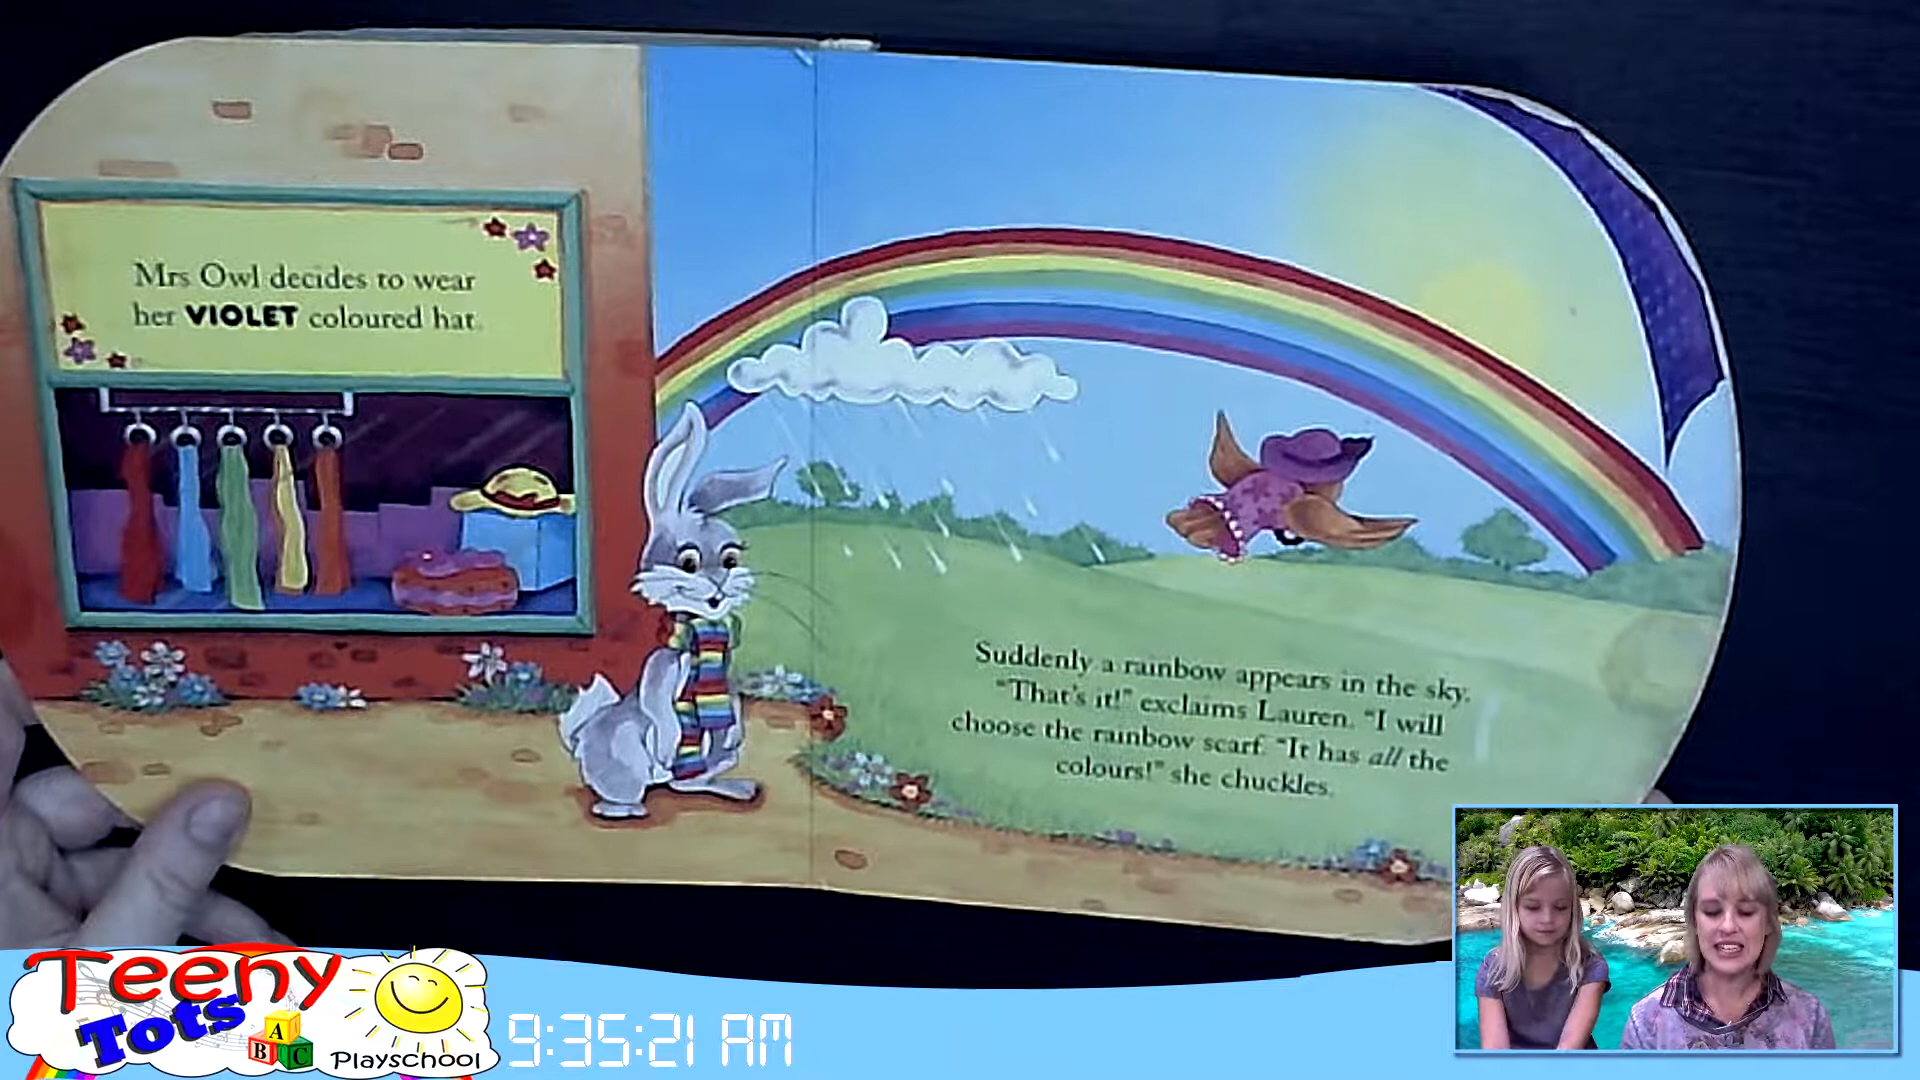 Mrs Owl decides to wear
her VIOLET coloured hat.
Suddenly a rainbow appears in the sky.
"That's it!" exclaims Lauren. "I will
choose the rainbow scarf. "It has all the
colours!" she chuckles.
Teeny
Tots
A
B C
Playschool
9:35:21 AM